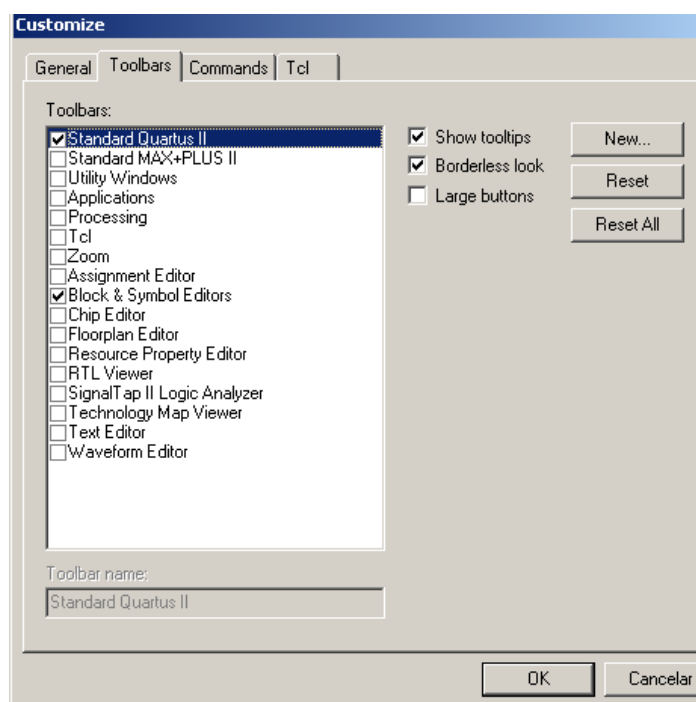 Customize
General Toolbars Commands Tcl
Toolbars:
Standard Quartus II
Standard MAX+PLUS II
Utility Windows
Applications
Processing
Tcl
Zoom
Assignment Editor
Block & Symbol Editors
Chip Editor
Floorplan Editor
Resource Property Editor
RTL Viewer
SignalTap II Logic Analyzer
Technology Map Viewer
Text Editor
Waveform Editor
Show tooltips
Borderless look
Large buttons
New...
Reset
Reset All
Toolbar name:
Standard Quartus II
OK Cancelar